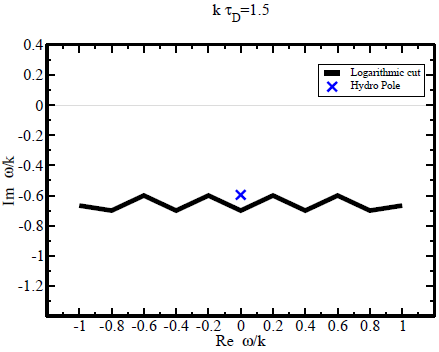 k τ_D=1.5
0.4
0.2
0
-0.2
-0.4
-0.6
-0.8
-1
-1.2
Im ω/k
Logarithmic cut
Hydro Pole
-1 -0.8 -0.6 -0.4 -0.2 0 0.2 0.4 0.6 0.8 1
Re ω/k